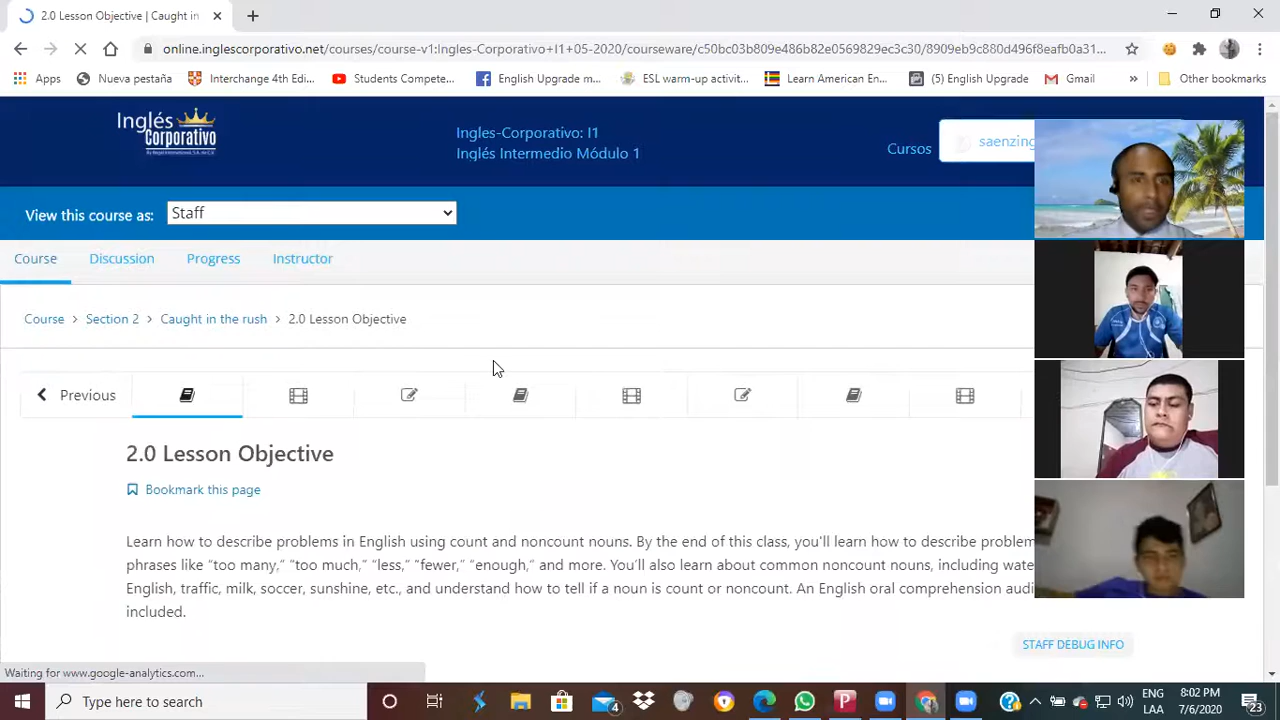 2.0 Lesson Objective | Caught in
online.inglescorporativo.net/courses/course-v1:Ingles-Corporativo+I1+05-2020/courseware/c50bc03b809e486b82e0569829ec3c30/8909eb9c880d496f8eafb0a31...
Apps Nueva pestaña Interchange 4th Edi... Students Compete... English Upgrade m... ESL warm-up activit... Learn American En... (5) English Upgrade Gmail » Other bookmarks
Inglés
Corporativo
Ingles-Corporativo: I1
Inglés Intermedio Módulo 1
Cursos
saenzing
View this course as: Staff
Course Discussion Progress Instructor
Course > Section 2 > Caught in the rush > 2.0 Lesson Objective
Previous
2.0 Lesson Objective
Bookmark this page
Learn how to describe problems in English using count and noncount nouns. By the end of this class, you'll learn how to describe problem
phrases like "too many," "too much," "less," "fewer," "enough," and more. You'll also learn about common noncount nouns, including wate
English, traffic, milk, soccer, sunshine, etc., and understand how to tell if a noun is count or noncount. An English oral comprehension audi
included.
STAFF DEBUG INFO
Waiting for www.google-analytics.com...
Type here to search
4
ENG
LAA
8:02 PM
7/6/2020
23